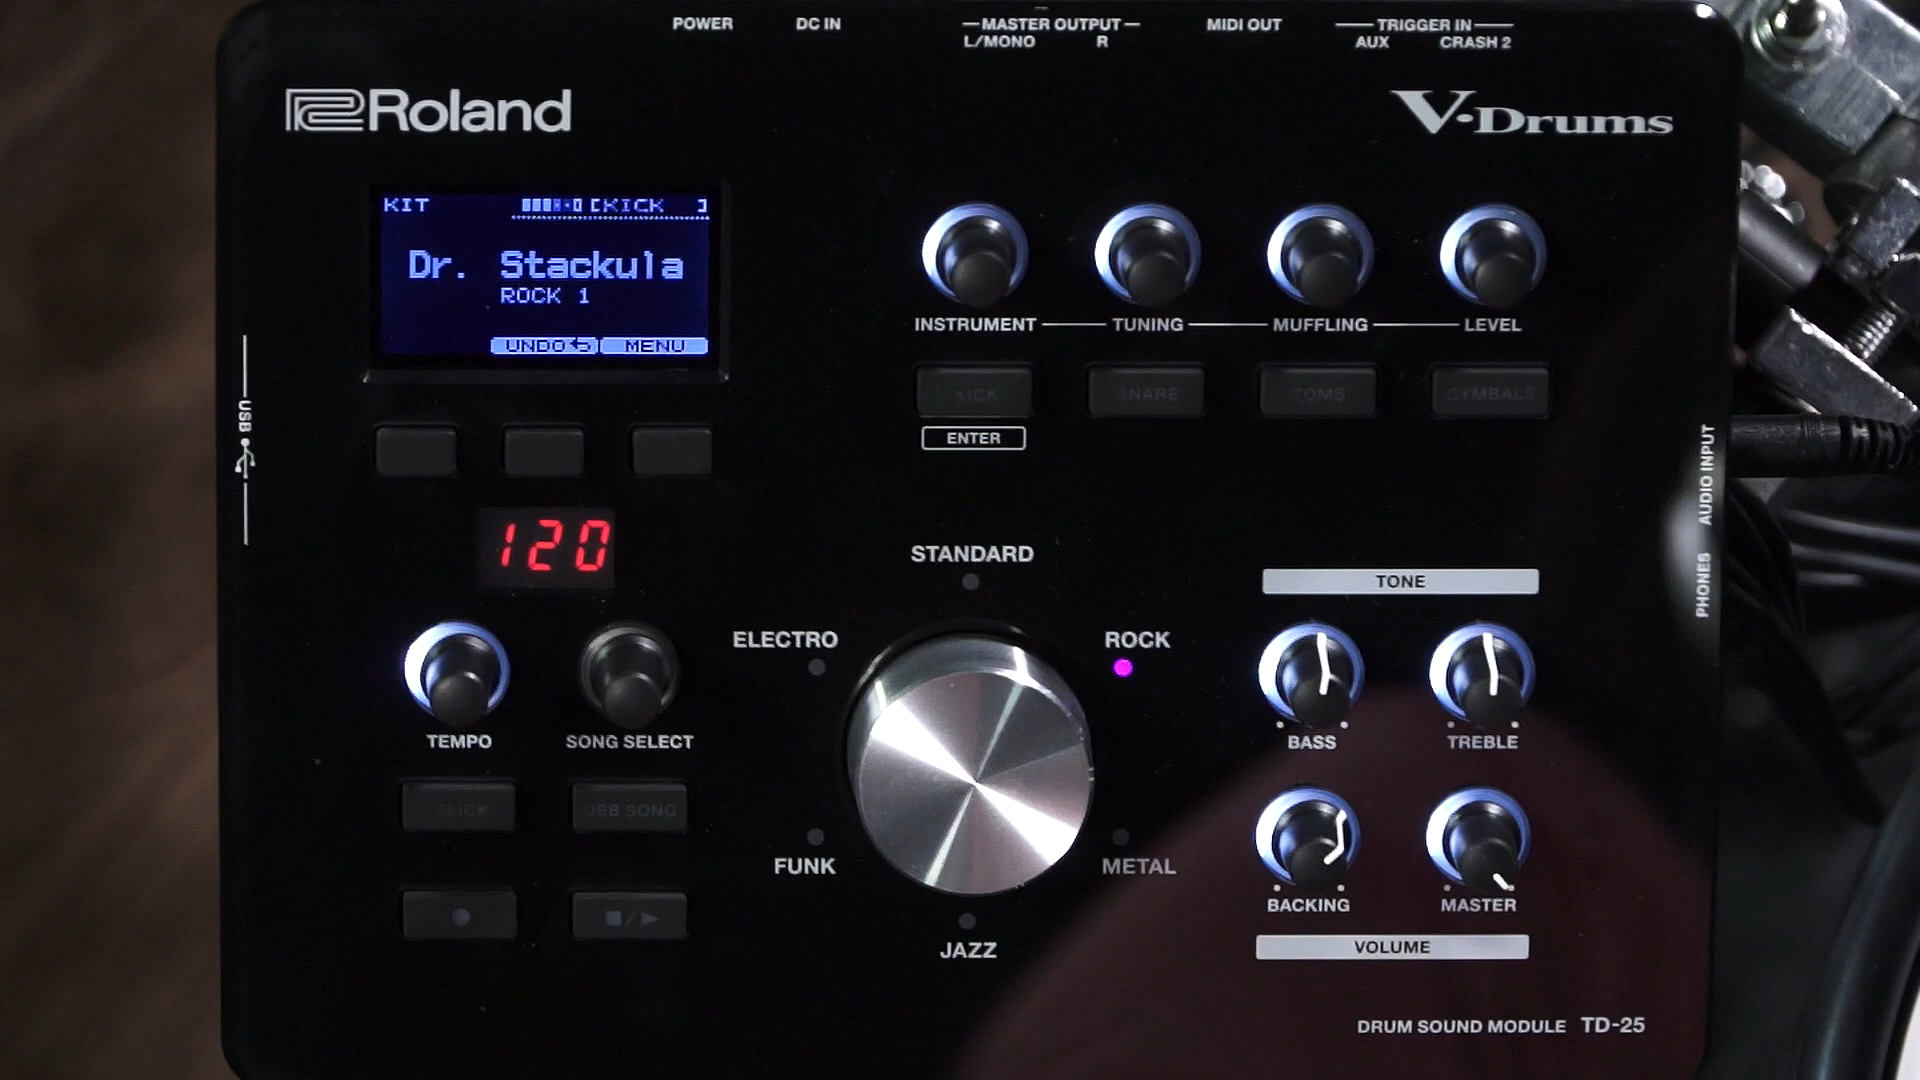 POWER DC IN MASTER OUTPUT MIDI OUT TRIGGER IN
L/MONO R AUX CRASH 2
Roland V-Drums
KIT [KICK ]
Dr. Stackula
ROCK 1
UNDO MENU
INSTRUMENT TUNING MUFFLING LEVEL
KICK SNARE TOMS CYMBALS
ENTER
USB
AUDIO INPUT
PHONES
120
STANDARD
TONE
ELECTRO ROCK
TEMPO SONG SELECT BASS TREBLE
CLICK USB SONG
FUNK METAL
BACKING MASTER
JAZZ VOLUME
DRUM SOUND MODULE TD-25